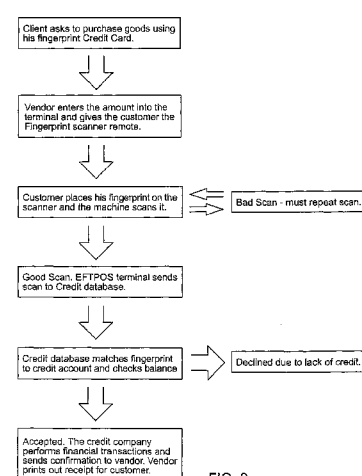 Client asks to purchase goods using
his fingerprint Credit Card.
Vendor enters the amount into the
terminal and gives the customer the
Fingerprint scanner remote.
Customer places his fingerprint on the
scanner and the machine scans it.
Bad Scan - must repeat scan.
Good Scan. EFTPOS terminal sends
scan to Credit database.
Credit database matches fingerprint
to credit account and checks balance
Declined due to lack of credit.
Accepted. The credit company
performs financial transactions and
sends confirmation to vendor. Vendor
prints out receipt for customer.